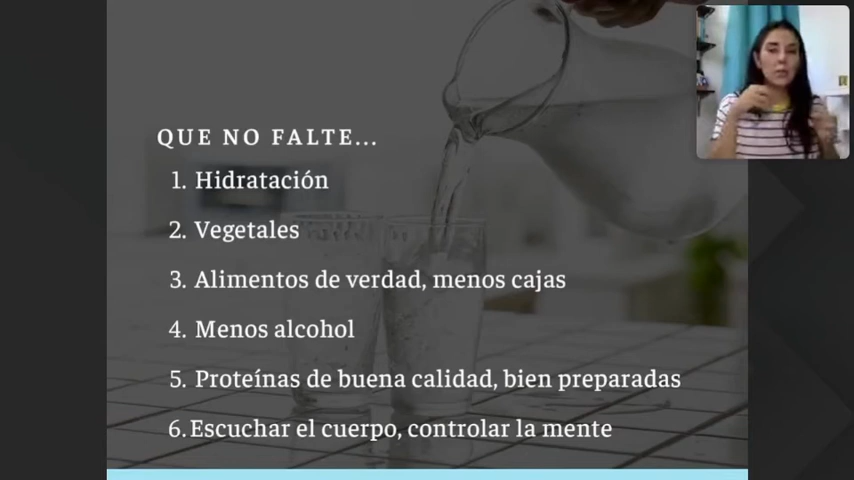 QUE NO FALTE...
1. Hidratación
2. Vegetales
3. Alimentos de verdad, menos cajas
4. Menos alcohol
5. Proteínas de buena calidad, bien preparadas
6. Escuchar el cuerpo, controlar la mente